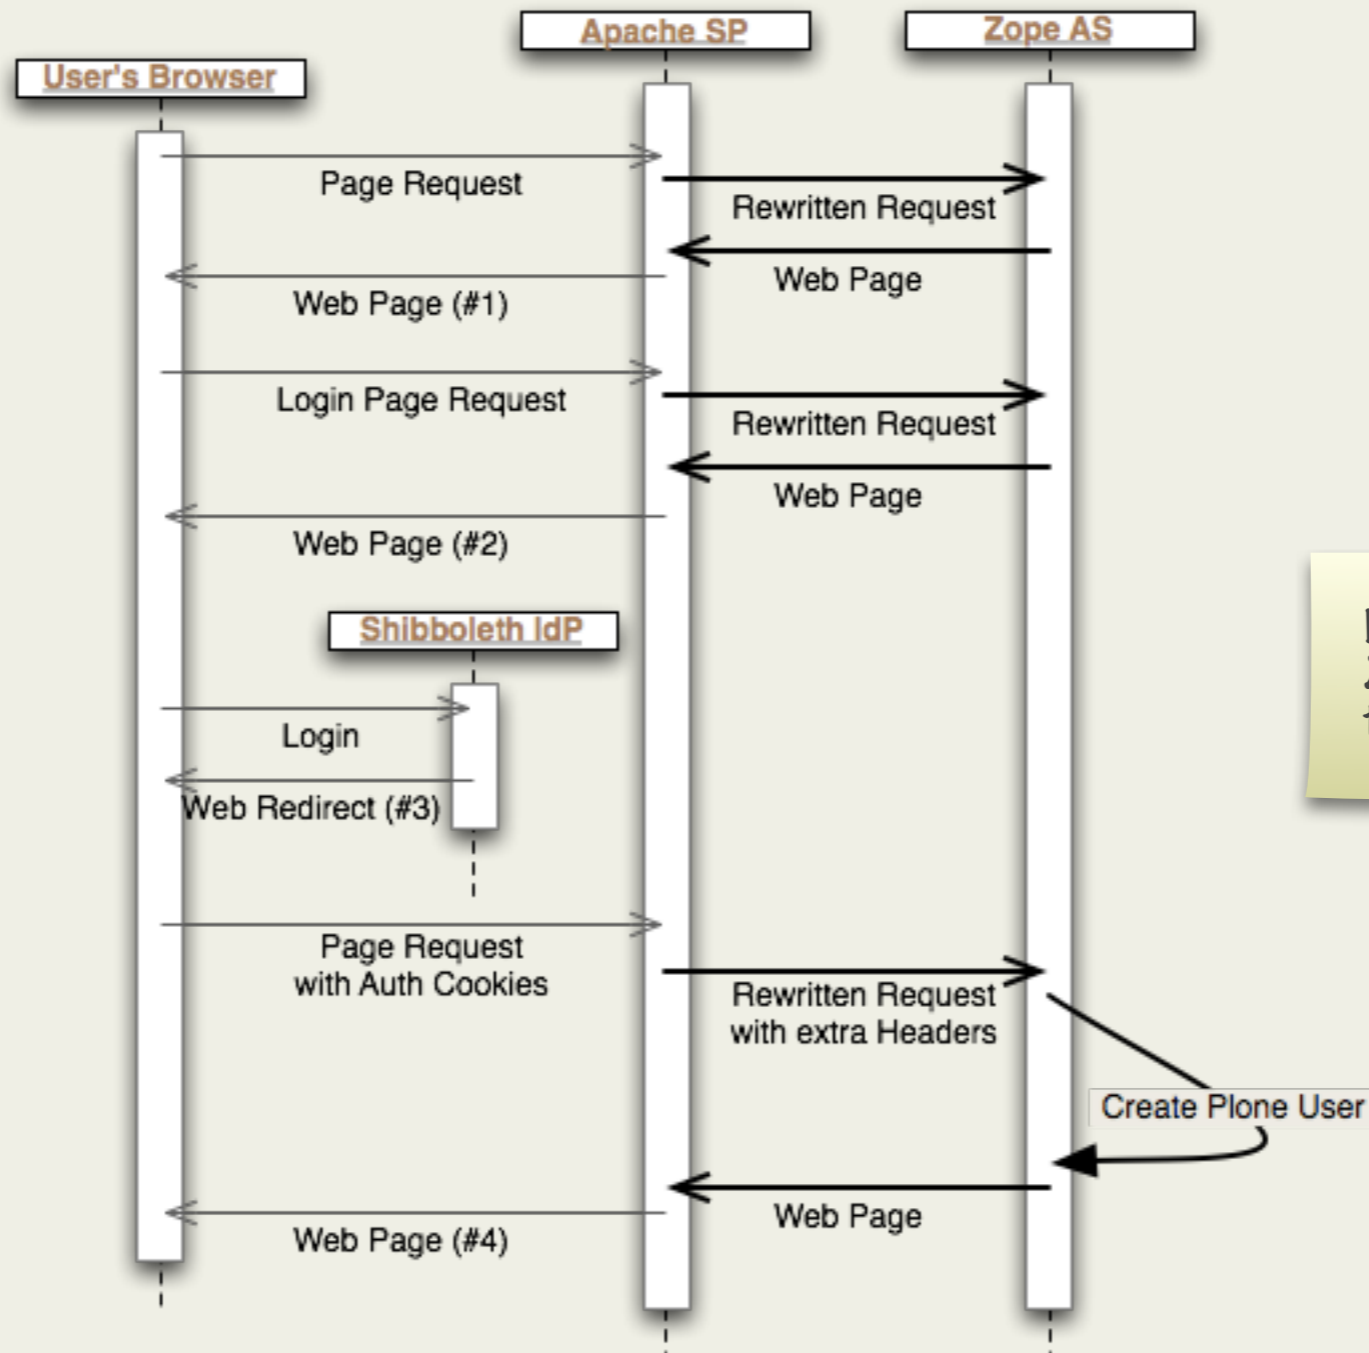 Apache SP
Zope AS
User's Browser
Page Request
Rewritten Request
Web Page
Web Page (#1)
Login Page Request
Rewritten Request
Web Page
Web Page (#2)
Shibboleth IdP
Login
Web Redirect (#3)
Page Request
with Auth Cookies
Rewritten Request
with extra Headers
Create Plone User
Web Page
Web Page (#4)